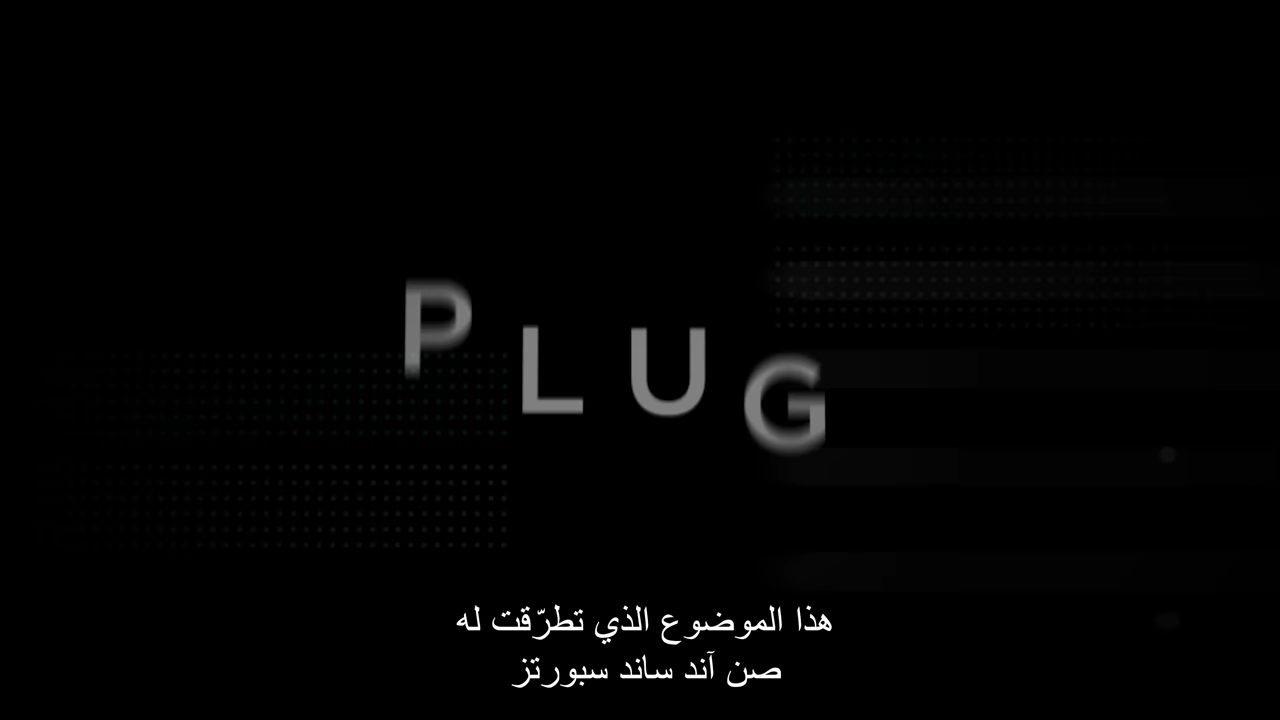 PLUG
هذا الموضوع الذي تطرّقت له
صن آند ساند سبورتز